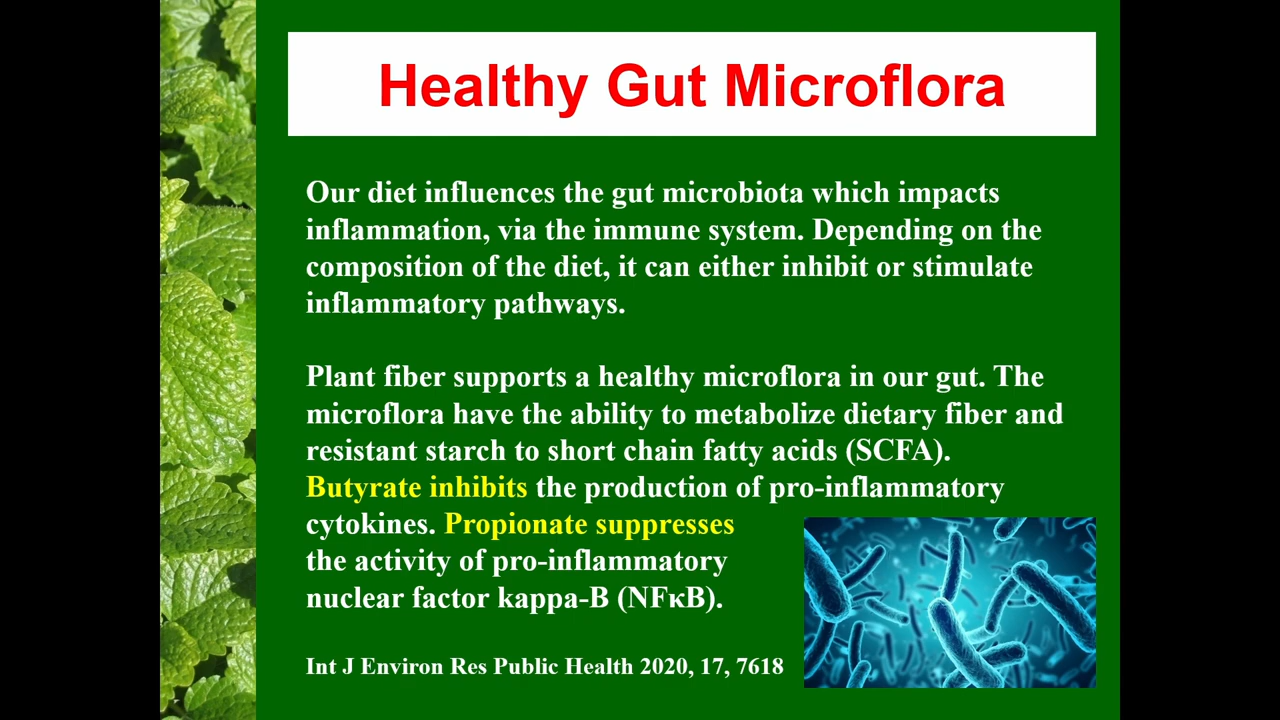 Healthy Gut Microflora
Our diet influences the gut microbiota which impacts
inflammation, via the immune system. Depending on the
composition of the diet, it can either inhibit or stimulate
inflammatory pathways.
Plant fiber supports a healthy microflora in our gut. The
microflora have the ability to metabolize dietary fiber and
resistant starch to short chain fatty acids (SCFA).
Butyrate inhibits the production of pro-inflammatory
cytokines. Propionate suppresses
the activity of pro-inflammatory
nuclear factor kappa-B (NFκB).
Int J Environ Res Public Health 2020, 17, 7618